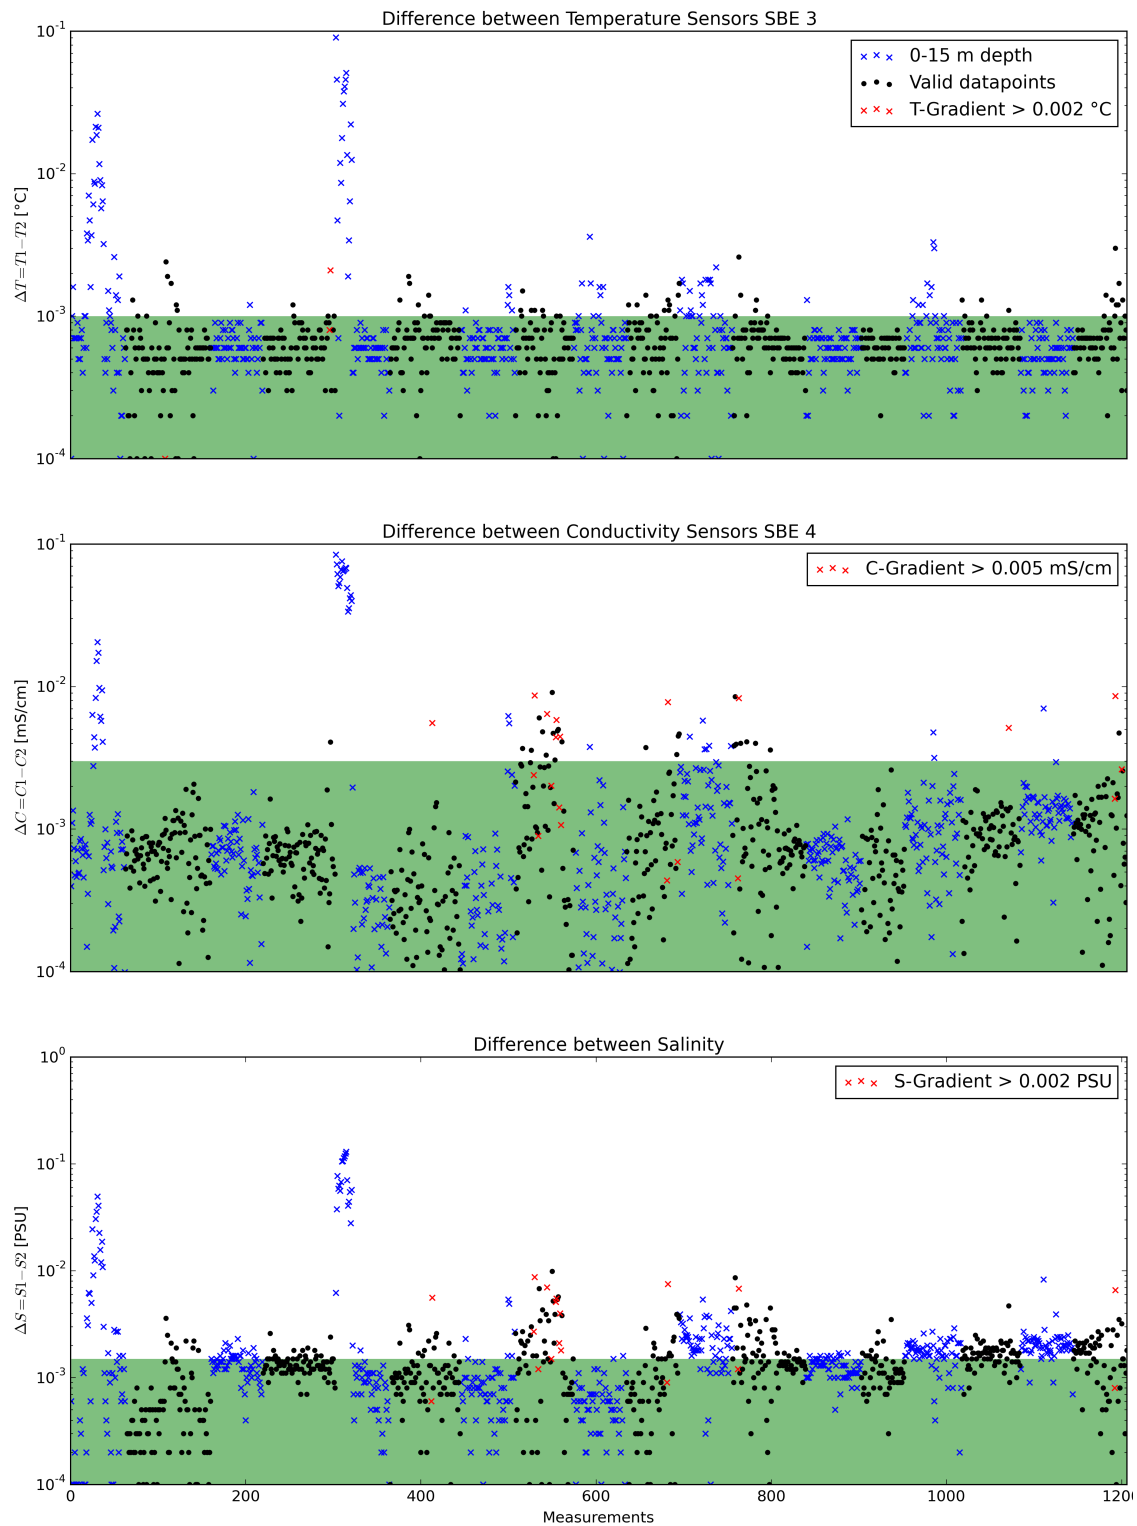 Difference between Temperature Sensors SBE 3
10⁻¹
0-15 m depth
Valid datapoints
T-Gradient > 0.002 °C
10⁻²
ΔT = T1 − T2 [°C]
10⁻³
10⁻⁴
Difference between Conductivity Sensors SBE 4
10⁻¹
C-Gradient > 0.005 mS/cm
10⁻²
ΔC = C1 − C2 [mS/cm]
10⁻³
10⁻⁴
Difference between Salinity
10⁰
S-Gradient > 0.002 PSU
10⁻¹
10⁻²
ΔS = S1 − S2 [PSU]
10⁻³
10⁻⁴
0 200 400 600 800 1000 1200
Measurements